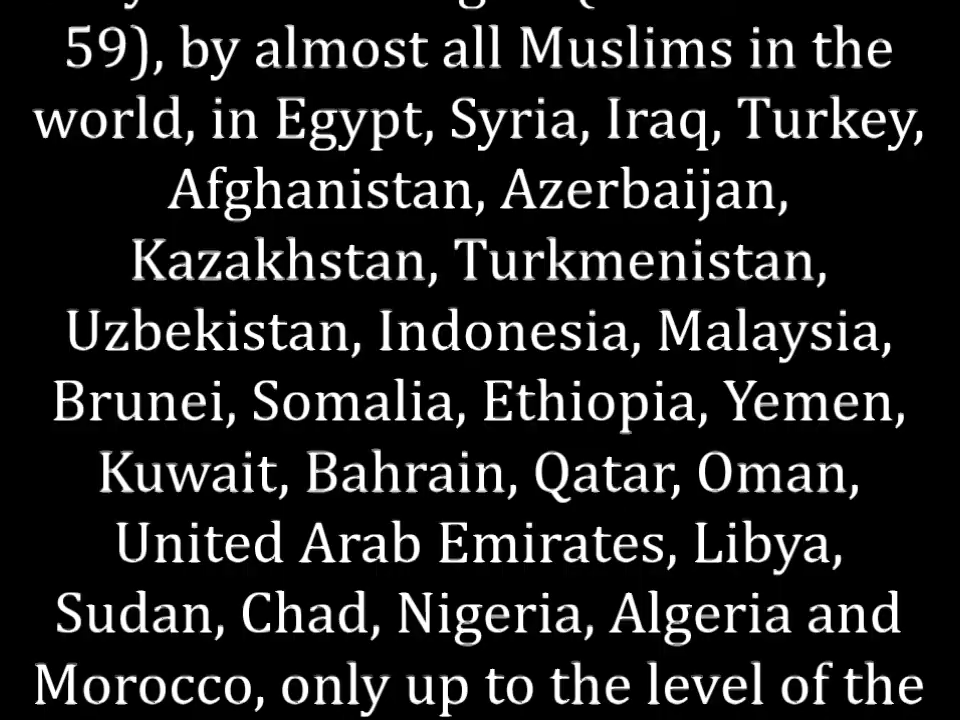 59), by almost all Muslims in the
world, in Egypt, Syria, Iraq, Turkey,
Afghanistan, Azerbaijan,
Kazakhstan, Turkmenistan,
Uzbekistan, Indonesia, Malaysia,
Brunei, Somalia, Ethiopia, Yemen,
Kuwait, Bahrain, Qatar, Oman,
United Arab Emirates, Libya,
Sudan, Chad, Nigeria, Algeria and
Morocco, only up to the level of the